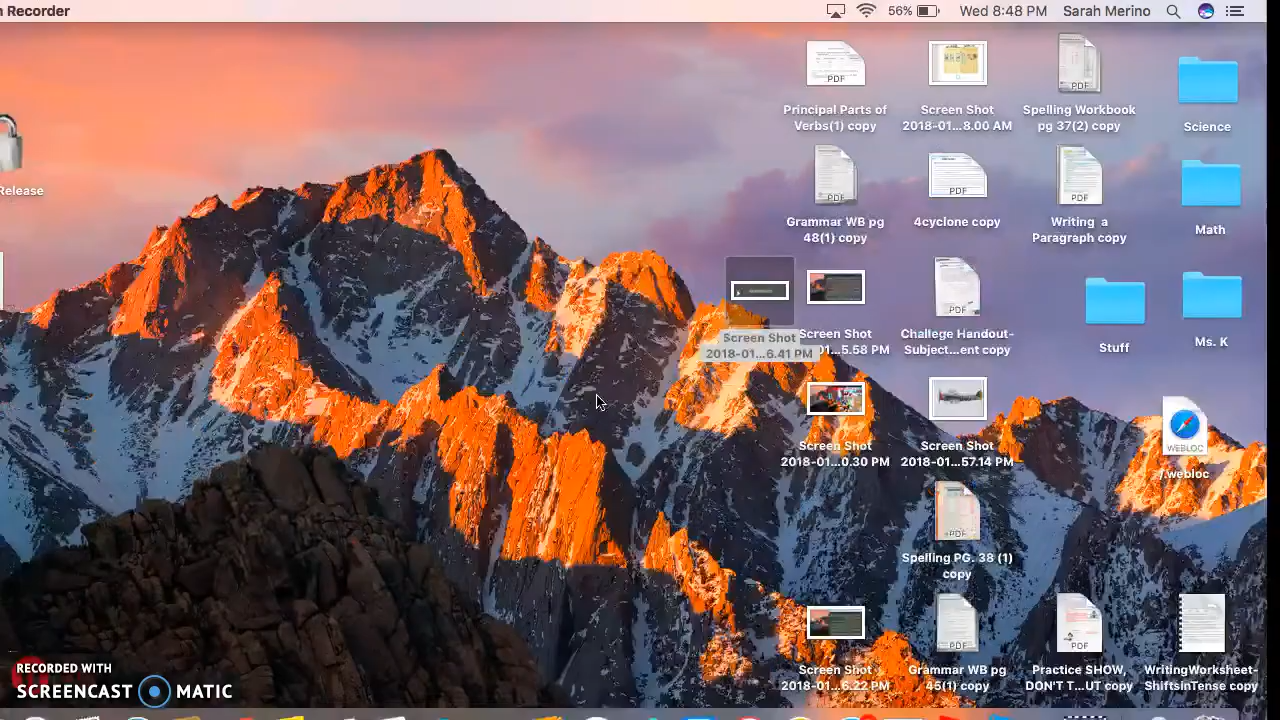 n Recorder
56%
Wed 8:48 PM
Sarah Merino
Release
PDF
Principal Parts of
Verbs(1) copy
Screen Shot
2018-01...8.00 AM
PDF
Spelling Workbook
pg 37(2) copy
Science
PDF
Grammar WB pg
48(1) copy
PDF
4cyclone copy
PDF
Writing a
Paragraph copy
Math
Screen Shot
2018-01...6.41 PM
Screen Shot
01...5.58 PM
PDF
Challege Handout-
Subject...ent copy
Stuff
Ms. K
Screen Shot
2018-01...0.30 PM
Screen Shot
2018-01...57.14 PM
WEBLOC
/.webloc
PDF
Spelling PG. 38 (1)
copy
Screen Shot
2018-01...6.22 PM
PDF
Grammar WB pg
45(1) copy
PDF
Practice SHOW,
DON'T T...UT copy
WritingWorksheet-
ShiftsinTense copy
RECORDED WITH
SCREENCAST MATIC